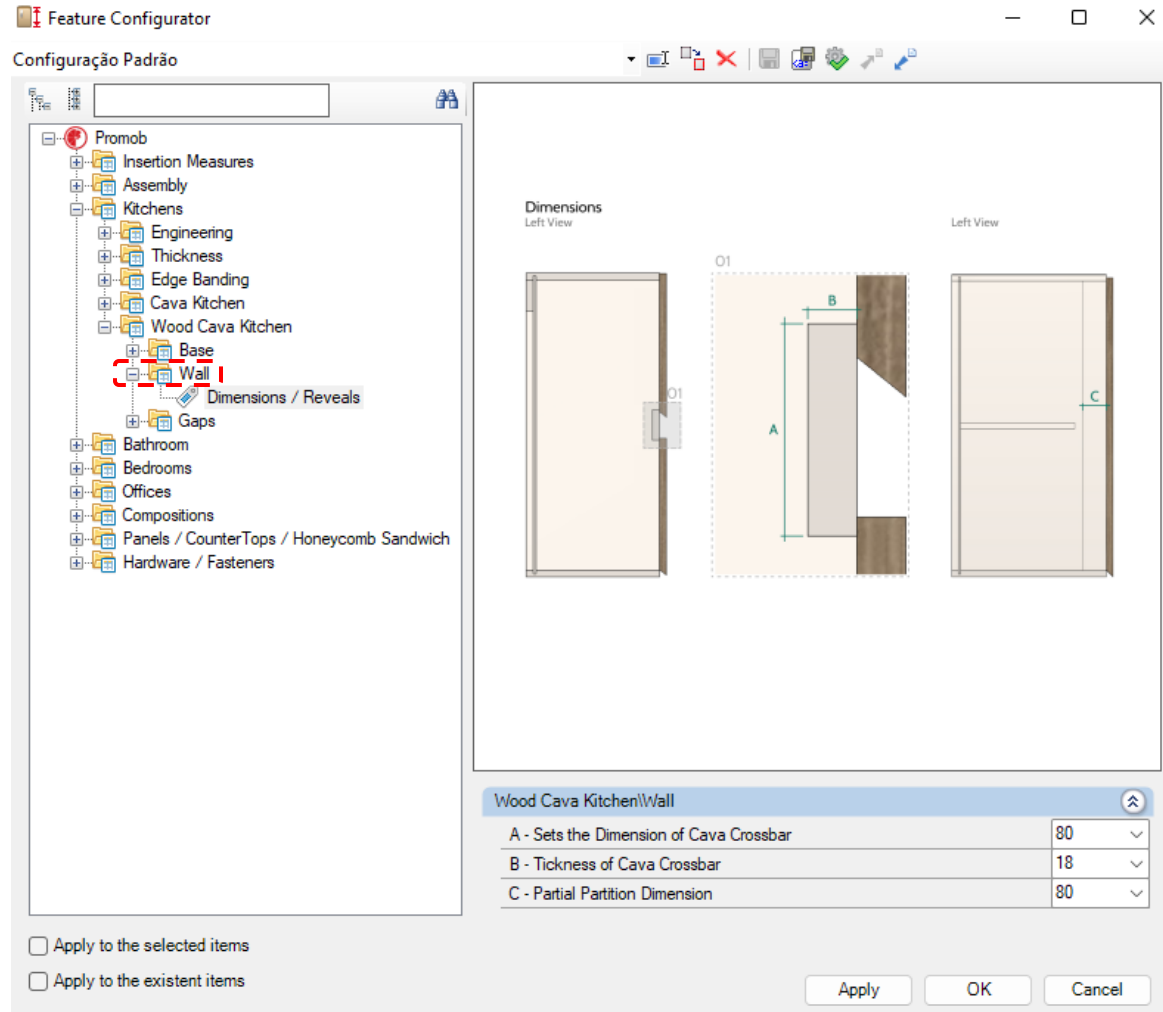 Feature Configurator
Configuração Padrão
Promob
Insertion Measures
Assembly
Kitchens
Engineering
Thickness
Edge Banding
Cava Kitchen
Wood Cava Kitchen
Base
Wall
Dimensions / Reveals
Gaps
Bathroom
Bedrooms
Offices
Compositions
Panels / CounterTops / Honeycomb Sandwich
Hardware / Fasteners
Dimensions
Left View
Left View
O1
B
O1
A
C
Wood Cava Kitchen\Wall
A - Sets the Dimension of Cava Crossbar 80
B - Tickness of Cava Crossbar 18
C - Partial Partition Dimension 80
Apply to the selected items
Apply to the existent items
Apply OK Cancel